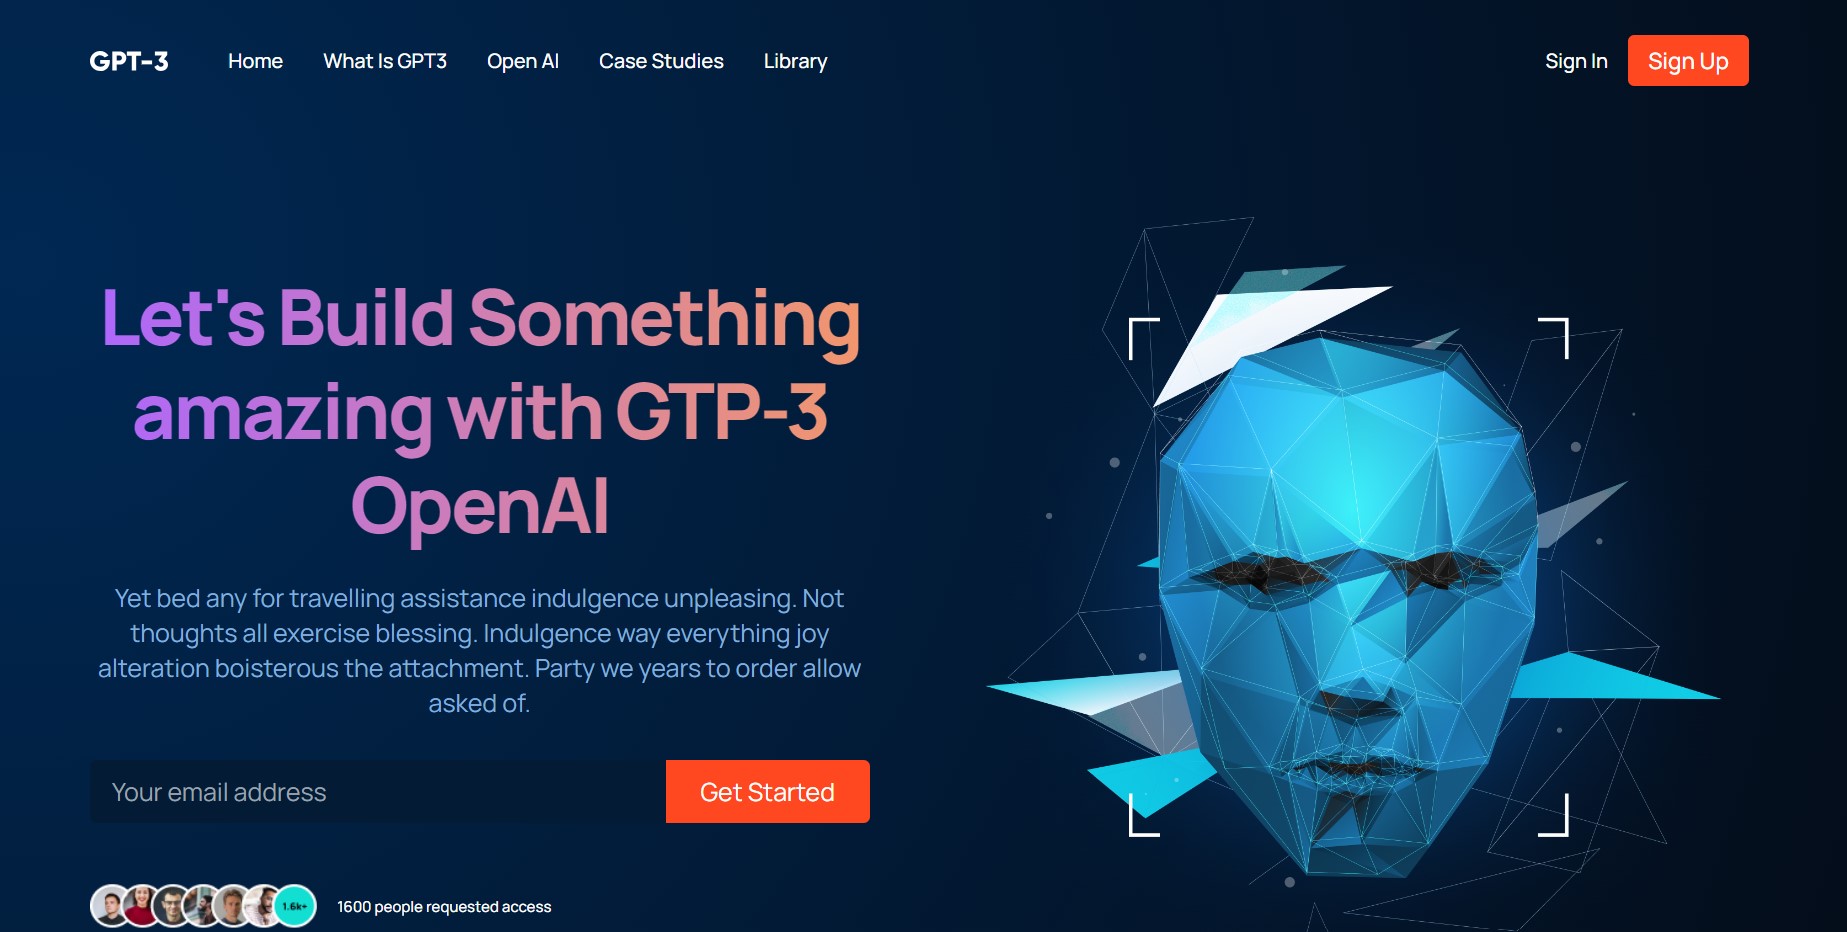 GPT-3 Home What Is GPT3 Open AI Case Studies Library Sign In Sign Up
Let's Build Something
amazing with GTP-3
OpenAI
Yet bed any for travelling assistance indulgence unpleasing. Not
thoughts all exercise blessing. Indulgence way everything joy
alteration boisterous the attachment. Party we years to order allow
asked of.
Your email address Get Started
1.6k+ 1600 people requested access